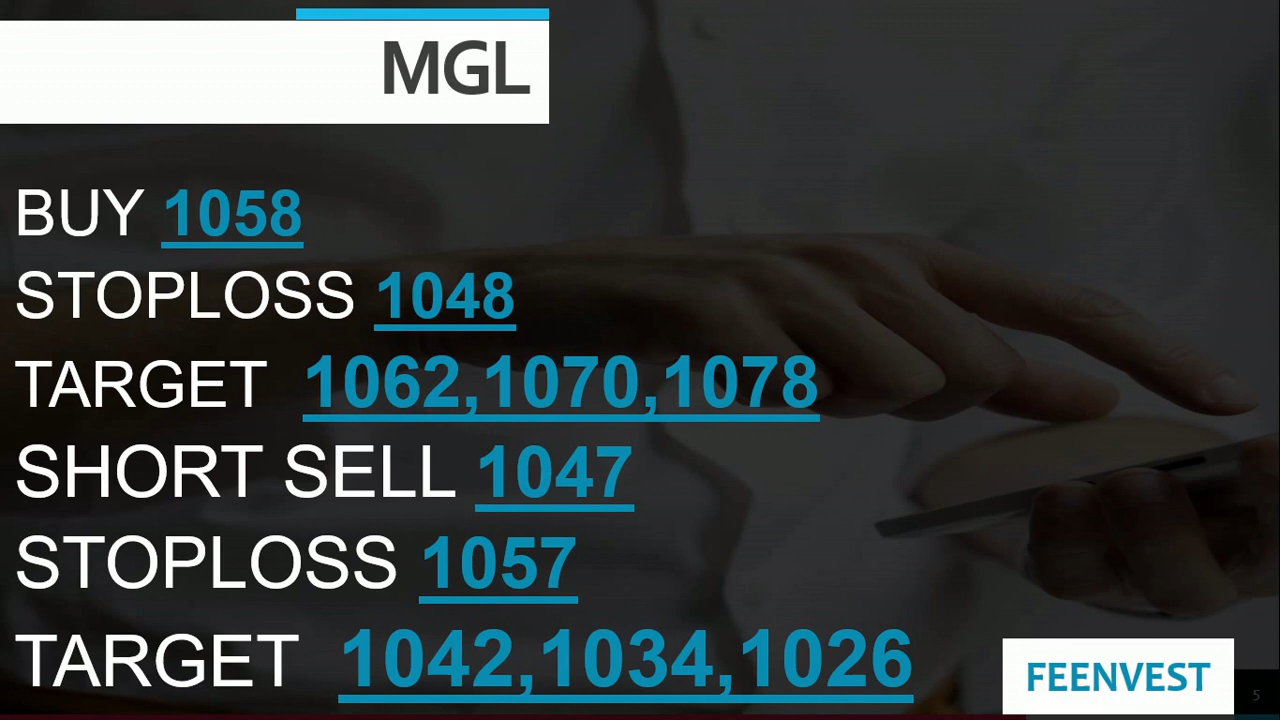 MGL
BUY 1058
STOPLOSS 1048
TARGET 1062,1070,1078
SHORT SELL 1047
STOPLOSS 1057
TARGET 1042,1034,1026
FEENVEST
5